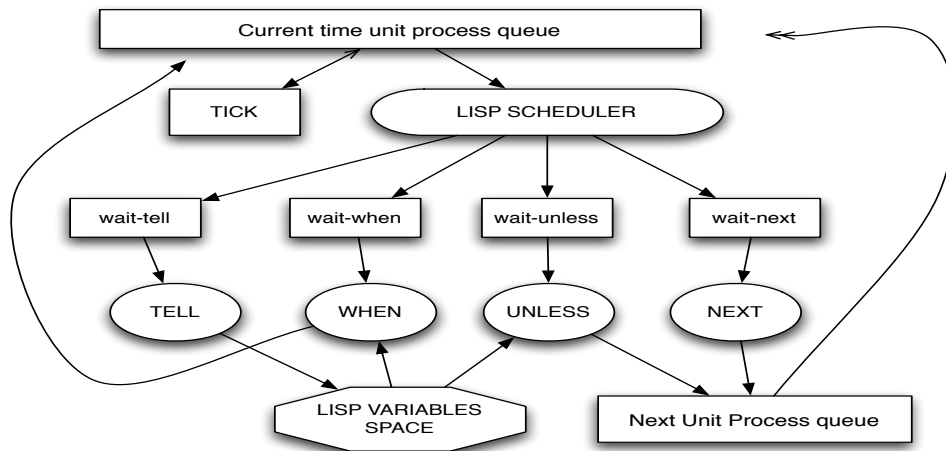 Current time unit process queue
TICK
LISP SCHEDULER
wait-tell
wait-when
wait-unless
wait-next
TELL
WHEN
UNLESS
NEXT
LISP VARIABLES
SPACE
Next Unit Process queue